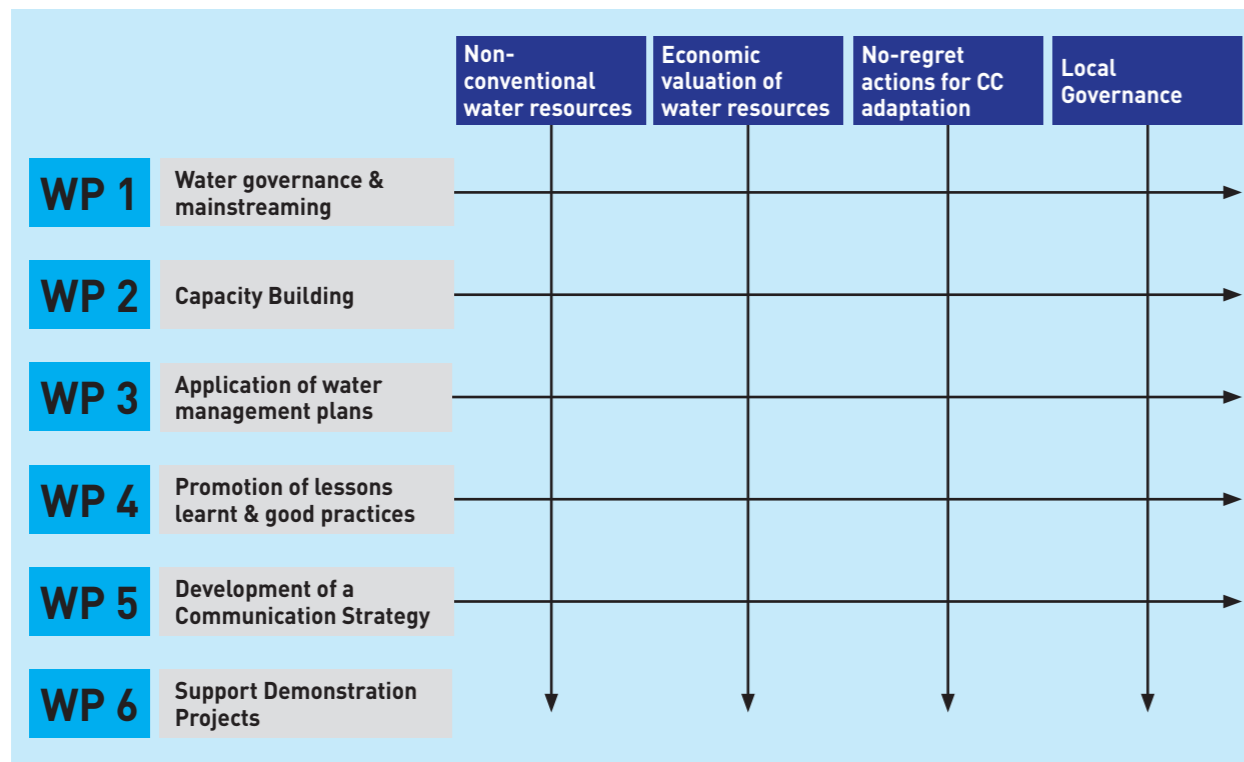 Non-
conventional
water resources
Economic
valuation of
water resources
No-regret
actions for CC
adaptation
Local
Governance
WP 1
Water governance &
mainstreaming
WP 2
Capacity Building
WP 3
Application of water
management plans
WP 4
Promotion of lessons
learnt & good practices
WP 5
Development of a
Communication Strategy
WP 6
Support Demonstration
Projects